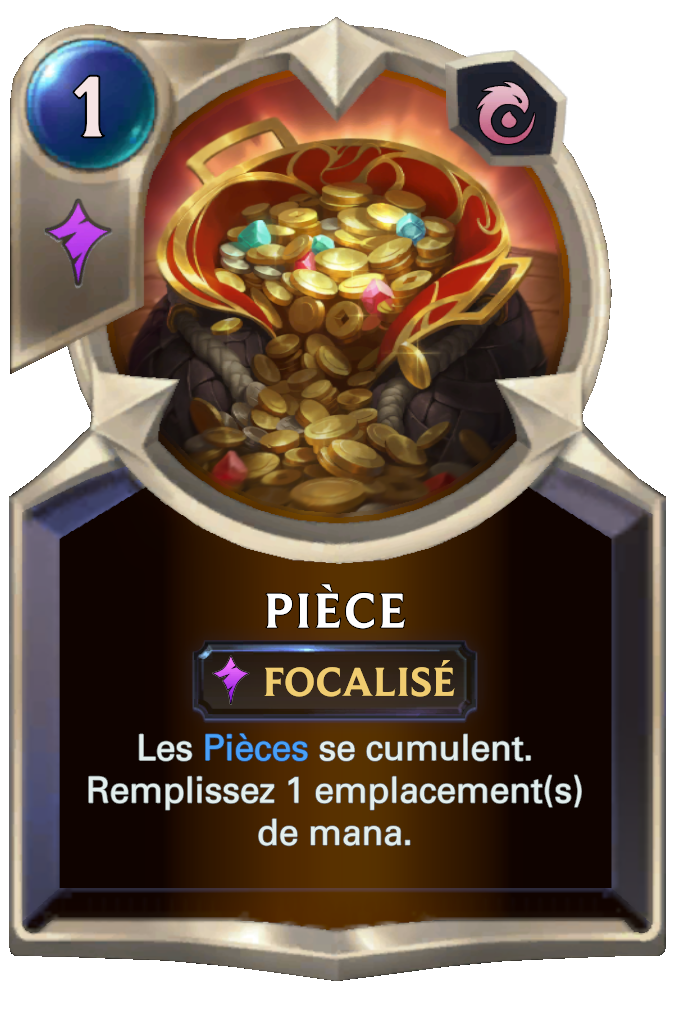 1
PIÈCE
FOCALISÉ
Les Pièces se cumulent.
Remplissez 1 emplacement(s)
de mana.